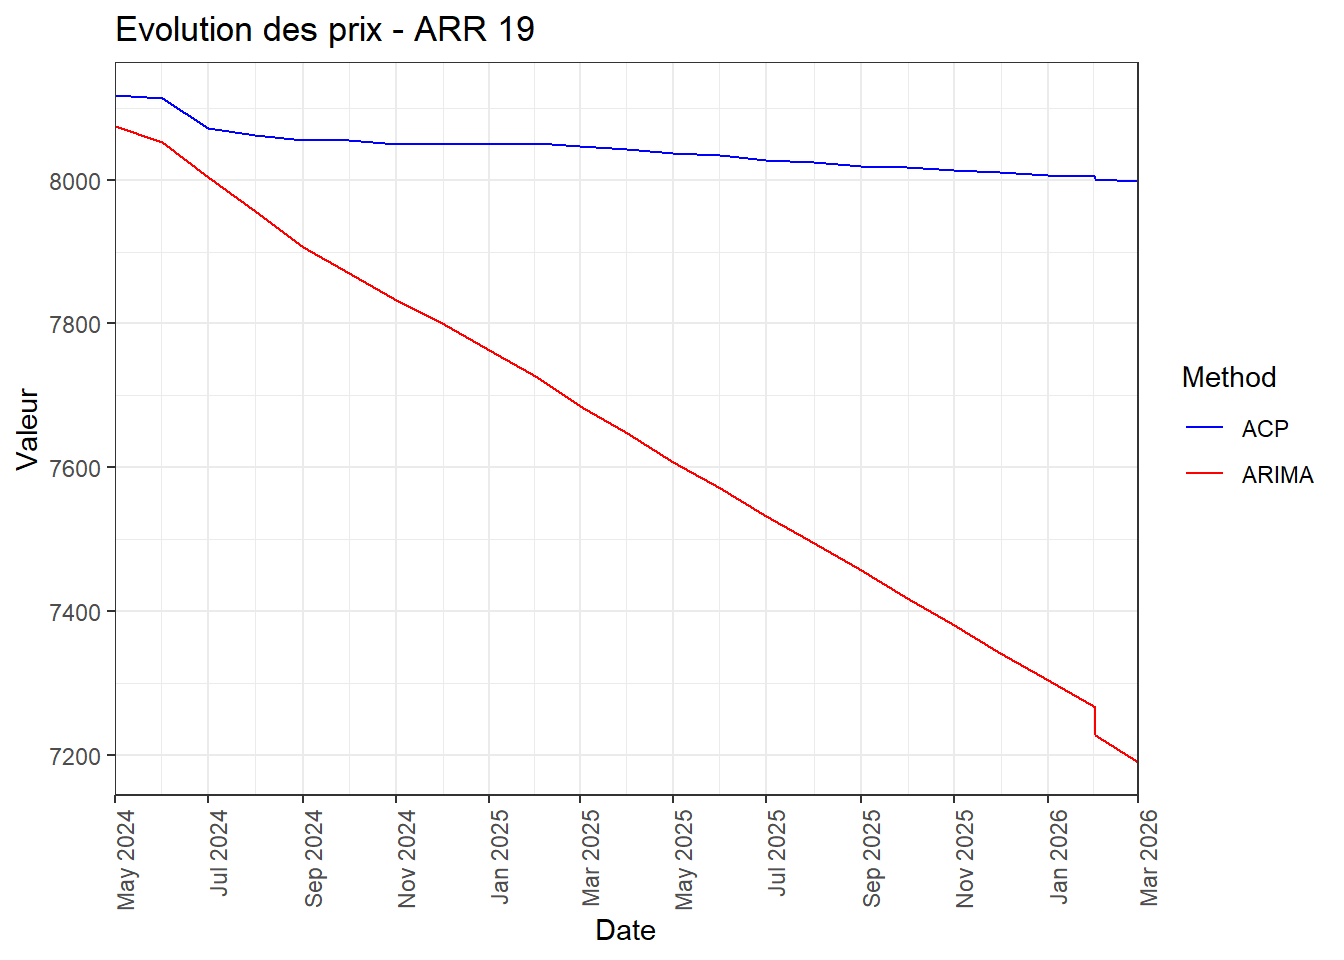 Evolution des prix - ARR 19
Valeur
8000
7800
7600
7400
7200
May 2024
Jul 2024
Sep 2024
Nov 2024
Jan 2025
Mar 2025
May 2025
Jul 2025
Sep 2025
Nov 2025
Jan 2026
Mar 2026
Date
Method
ACP
ARIMA